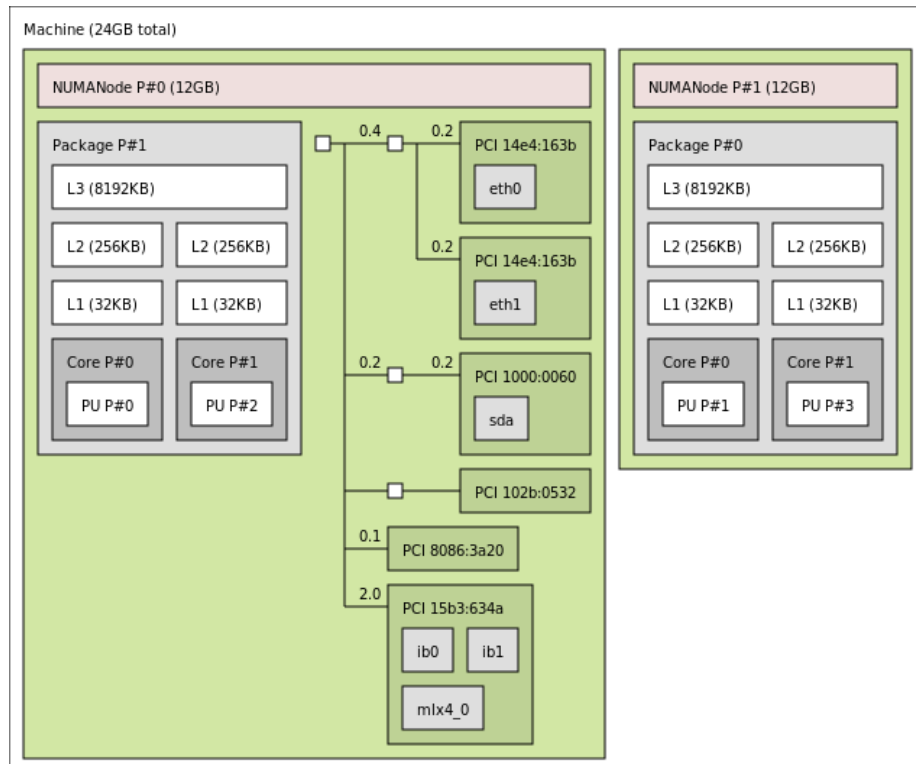 Machine (24GB total)
NUMANode P#0 (12GB)
Package P#1
L3 (8192KB)
L2 (256KB) L2 (256KB)
L1 (32KB) L1 (32KB)
Core P#0 Core P#1
PU P#0 PU P#2
0.4 0.2 PCI 14e4:163b
eth0
0.2 PCI 14e4:163b
eth1
0.2 0.2 PCI 1000:0060
sda
PCI 102b:0532
0.1 PCI 8086:3a20
2.0 PCI 15b3:634a
ib0 ib1
mlx4_0
NUMANode P#1 (12GB)
Package P#0
L3 (8192KB)
L2 (256KB) L2 (256KB)
L1 (32KB) L1 (32KB)
Core P#0 Core P#1
PU P#1 PU P#3